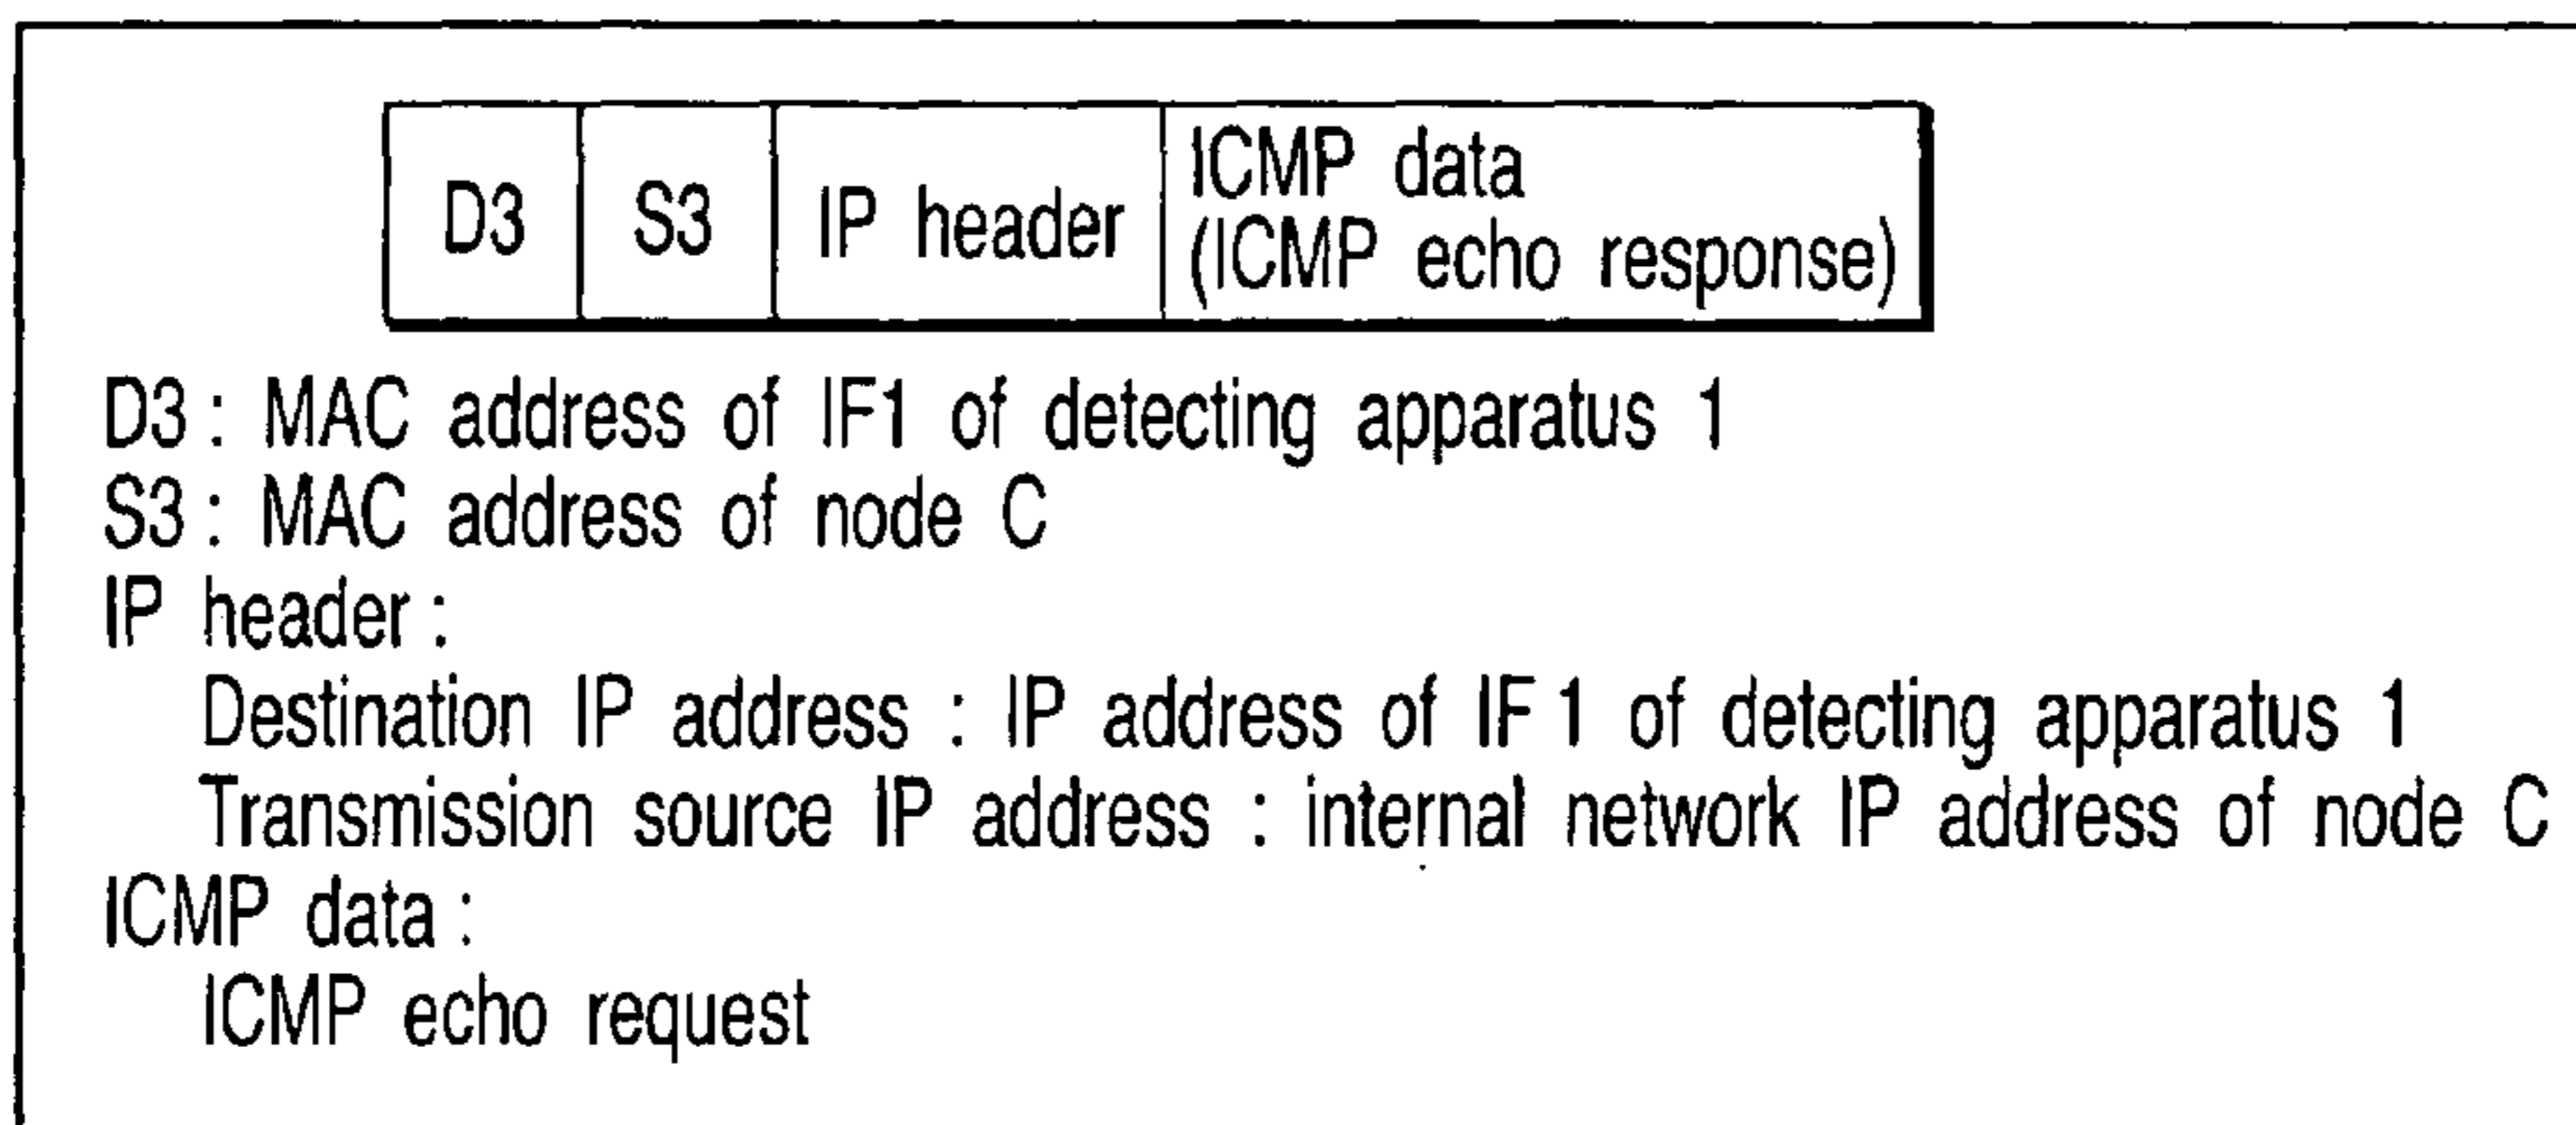 D3 S3 IP header ICMP data
(ICMP echo response)
D3 : MAC address of IF1 of detecting apparatus 1
S3 : MAC address of node C
IP header :
Destination IP address : IP address of IF 1 of detecting apparatus 1
Transmission source IP address : internal network IP address of node C
ICMP data :
ICMP echo request